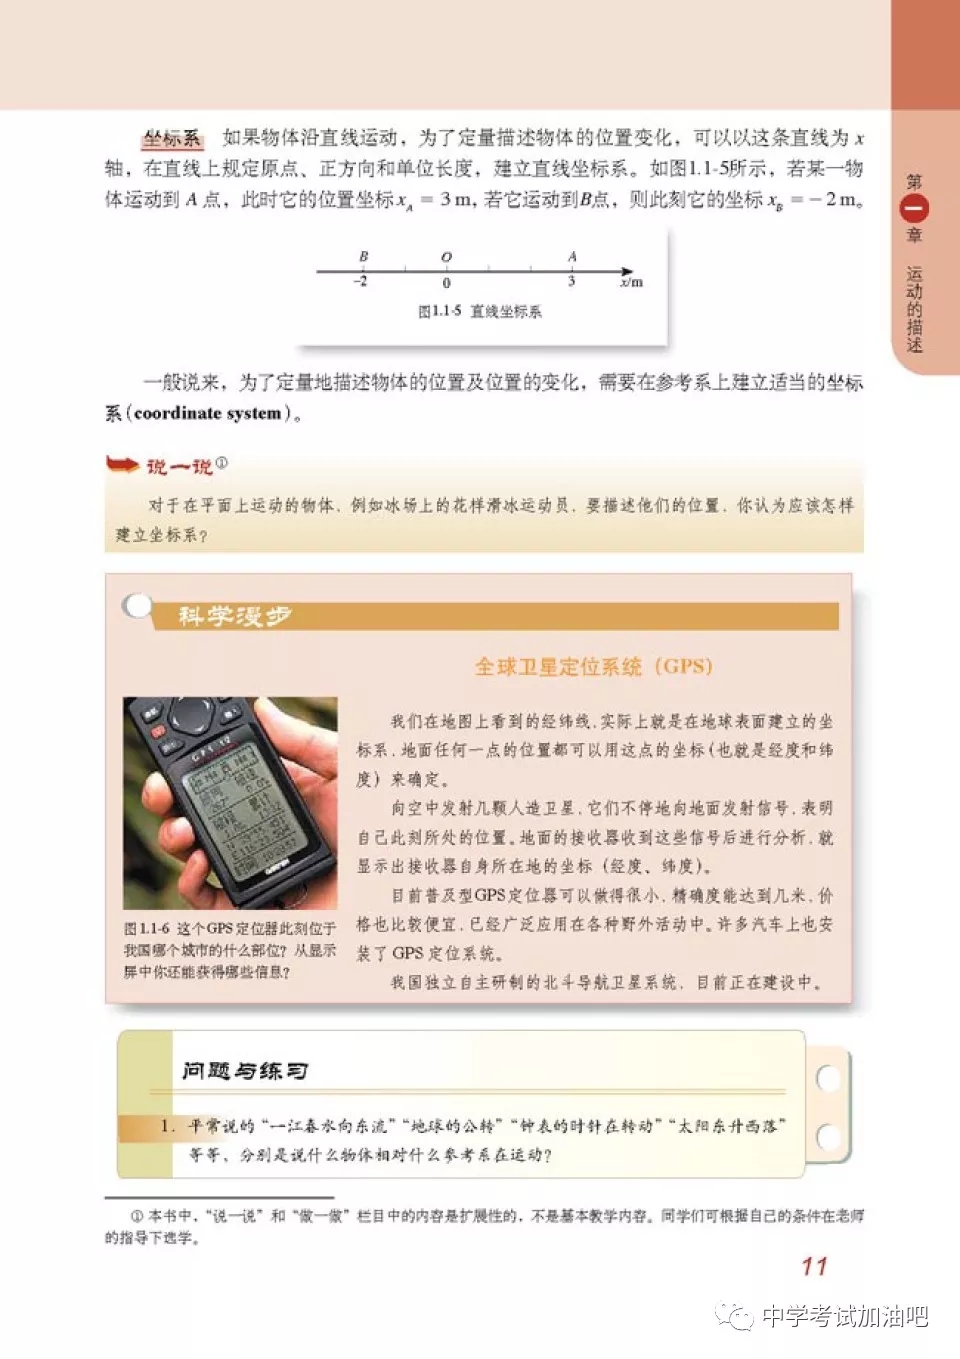 坐标系 如果物体沿直线运动，为了定量描述物体的位置变化，可以以这条直线为 x
轴，在直线上规定原点、正方向和单位长度，建立直线坐标系。如图1.1-5所示，若某一物
体运动到 A 点，此时它的位置坐标 xA = 3 m，若它运动到B点，则此刻它的坐标 xB = －2 m。
B O A
-2 0 3 x/m
图1.1-5 直线坐标系
一般说来，为了定量地描述物体的位置及位置的变化，需要在参考系上建立适当的坐标
系（coordinate system）。
说一说①
对于在平面上运动的物体，例如冰场上的花样滑冰运动员，要描述他们的位置，你认为应该怎样
建立坐标系？
第一章 运动的描述
科学漫步
全球卫星定位系统（GPS）
我们在地图上看到的经纬线，实际上就是在地球表面建立的坐
标系，地面任何一点的位置都可以用这点的坐标（也就是经度和纬
度）来确定。
向空中发射几颗人造卫星，它们不停地向地面发射信号，表明
自己此刻所处的位置。地面的接收器收到这些信号后进行分析，就
显示出接收器自身所在地的坐标（经度、纬度）。
目前普及型GPS定位器可以做得很小，精确度能达到几米，价
格也比较便宜，已经广泛应用在各种野外活动中。许多汽车上也安
装了 GPS 定位系统。
我国独立自主研制的北斗导航卫星系统，目前正在建设中。
GPS 12
图1.1-6 这个GPS定位器此刻位于
我国哪个城市的什么部位？从显示
屏中你还能获得哪些信息？
问题与练习
1. 平常说的“一江春水向东流”“地球的公转”“钟表的时针在转动”“太阳东升西落”
等等，分别是说什么物体相对什么参考系在运动？
① 本书中，“说一说”和“做一做”栏目中的内容是扩展性的，不是基本教学内容。同学们可根据自己的条件在老师
的指导下选学。
11
中学考试加油吧